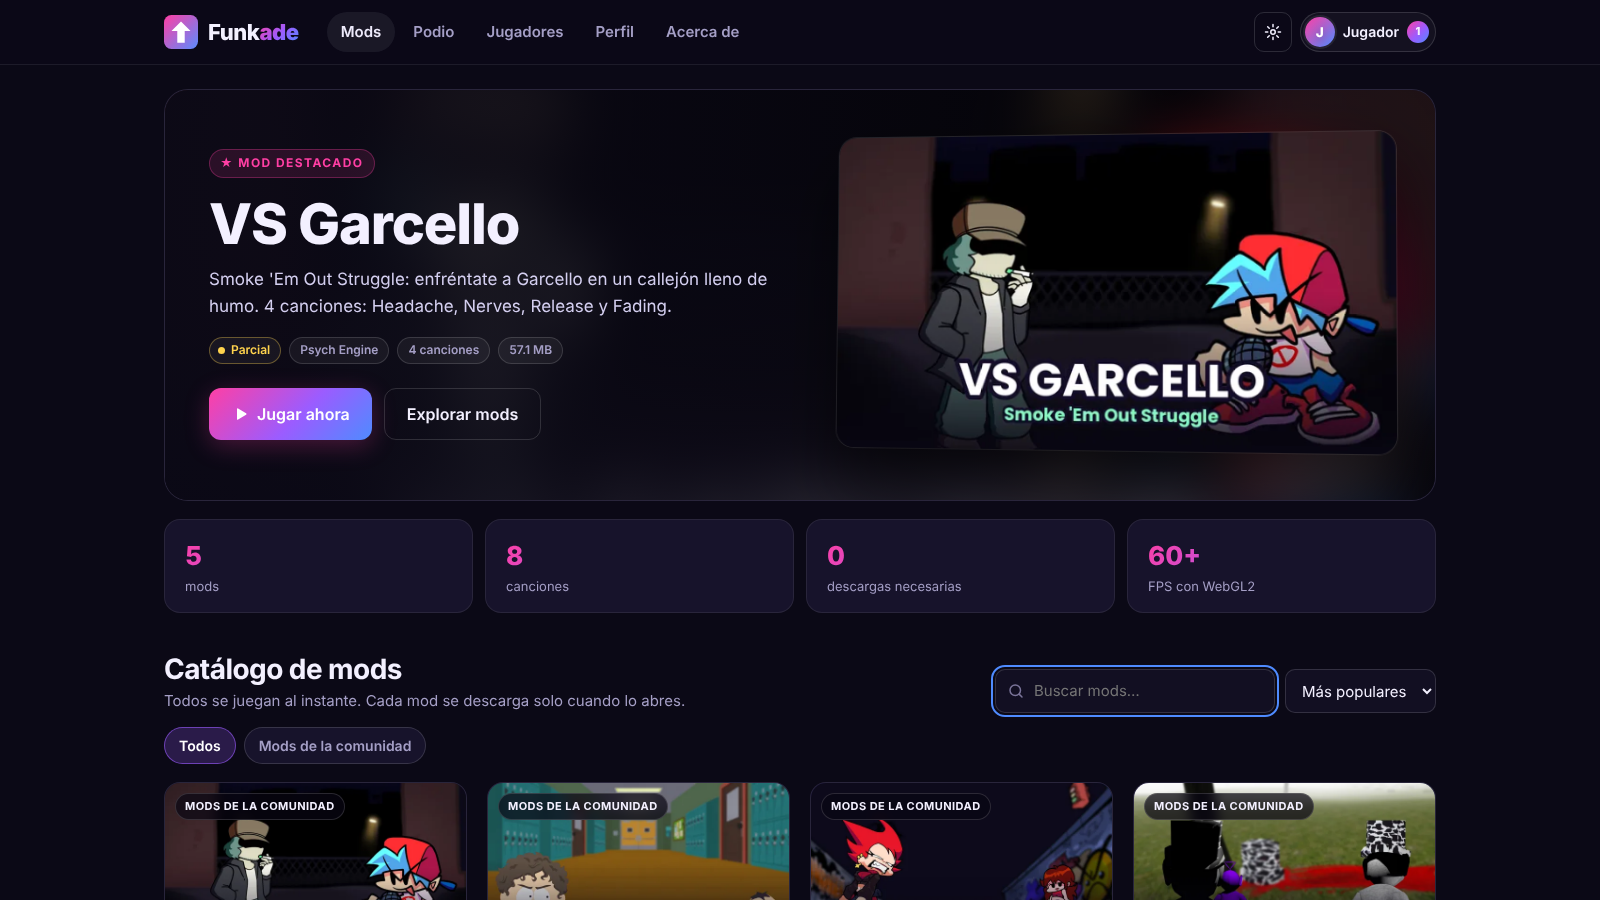 Funkade
Mods
Podio
Jugadores
Perfil
Acerca de
J
Jugador
1
★ MOD DESTACADO
VS Garcello
Smoke 'Em Out Struggle: enfréntate a Garcello en un callejón lleno de
humo. 4 canciones: Headache, Nerves, Release y Fading.
Parcial
Psych Engine
4 canciones
57.1 MB
Jugar ahora
Explorar mods
VS GARCELLO
Smoke 'Em Out Struggle
5
mods
8
canciones
0
descargas necesarias
60+
FPS con WebGL2
Catálogo de mods
Todos se juegan al instante. Cada mod se descarga solo cuando lo abres.
Buscar mods...
Más populares
Todos
Mods de la comunidad
MODS DE LA COMUNIDAD
MODS DE LA COMUNIDAD
MODS DE LA COMUNIDAD
MODS DE LA COMUNIDAD